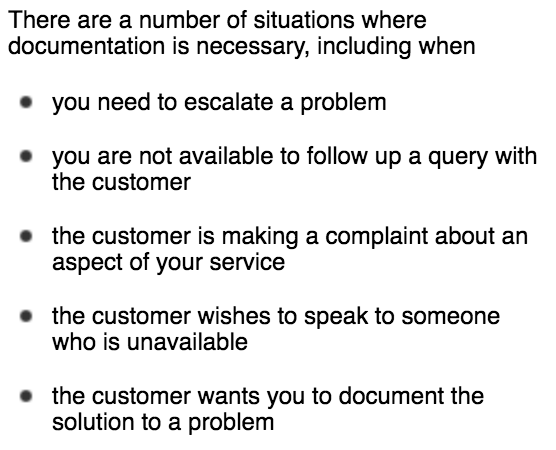 There are a number of situations where
documentation is necessary, including when
• you need to escalate a problem
• you are not available to follow up a query with
the customer
• the customer is making a complaint about an
aspect of your service
• the customer wishes to speak to someone
who is unavailable
• the customer wants you to document the
solution to a problem